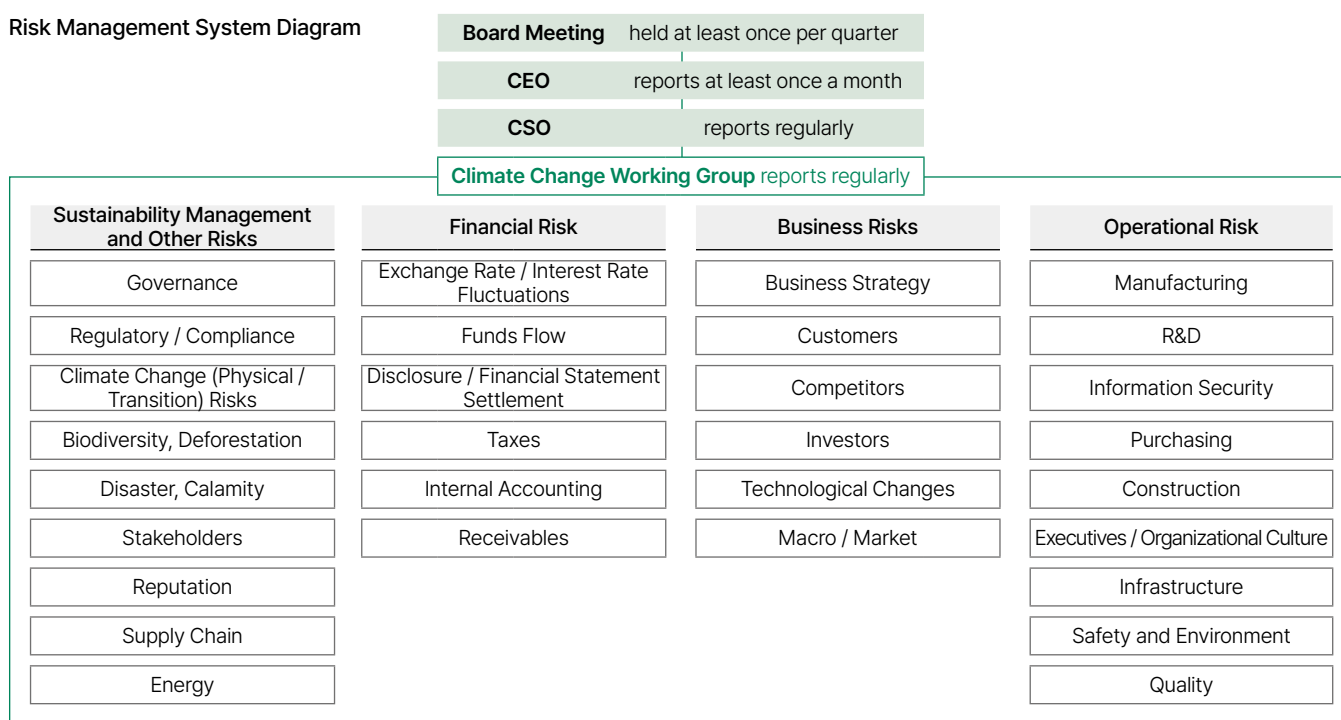 Risk Management System Diagram
Board Meeting held at least once per quarter
CEO reports at least once a month
CSO reports regularly
Climate Change Working Group reports regularly
Sustainability Management
and Other Risks
Governance
Regulatory / Compliance
Climate Change (Physical /
Transition) Risks
Biodiversity, Deforestation
Disaster, Calamity
Stakeholders
Reputation
Supply Chain
Energy
Financial Risk
Exchange Rate / Interest Rate
Fluctuations
Funds Flow
Disclosure / Financial Statement
Settlement
Taxes
Internal Accounting
Receivables
Business Risks
Business Strategy
Customers
Competitors
Investors
Technological Changes
Macro / Market
Operational Risk
Manufacturing
R&D
Information Security
Purchasing
Construction
Executives / Organizational Culture
Infrastructure
Safety and Environment
Quality